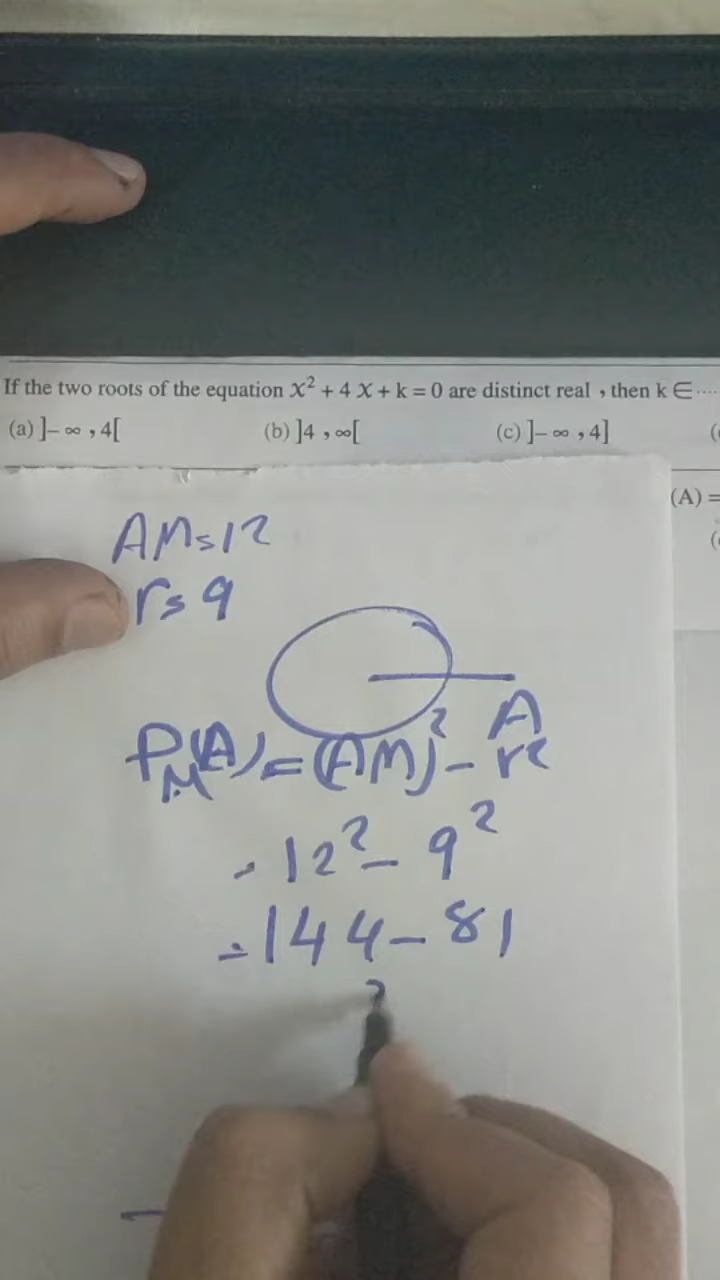 If the two roots of the equation x² + 4 x + k = 0 are distinct real , then k ∈ ....
(a) ]– ∞ , 4[ (b) ]4 , ∞[ (c) ]– ∞ , 4] (
(A) =
(
AM = 12
r = 9
A
P_M(A) = (AM)² – r²
= 12² – 9²
= 144 – 81